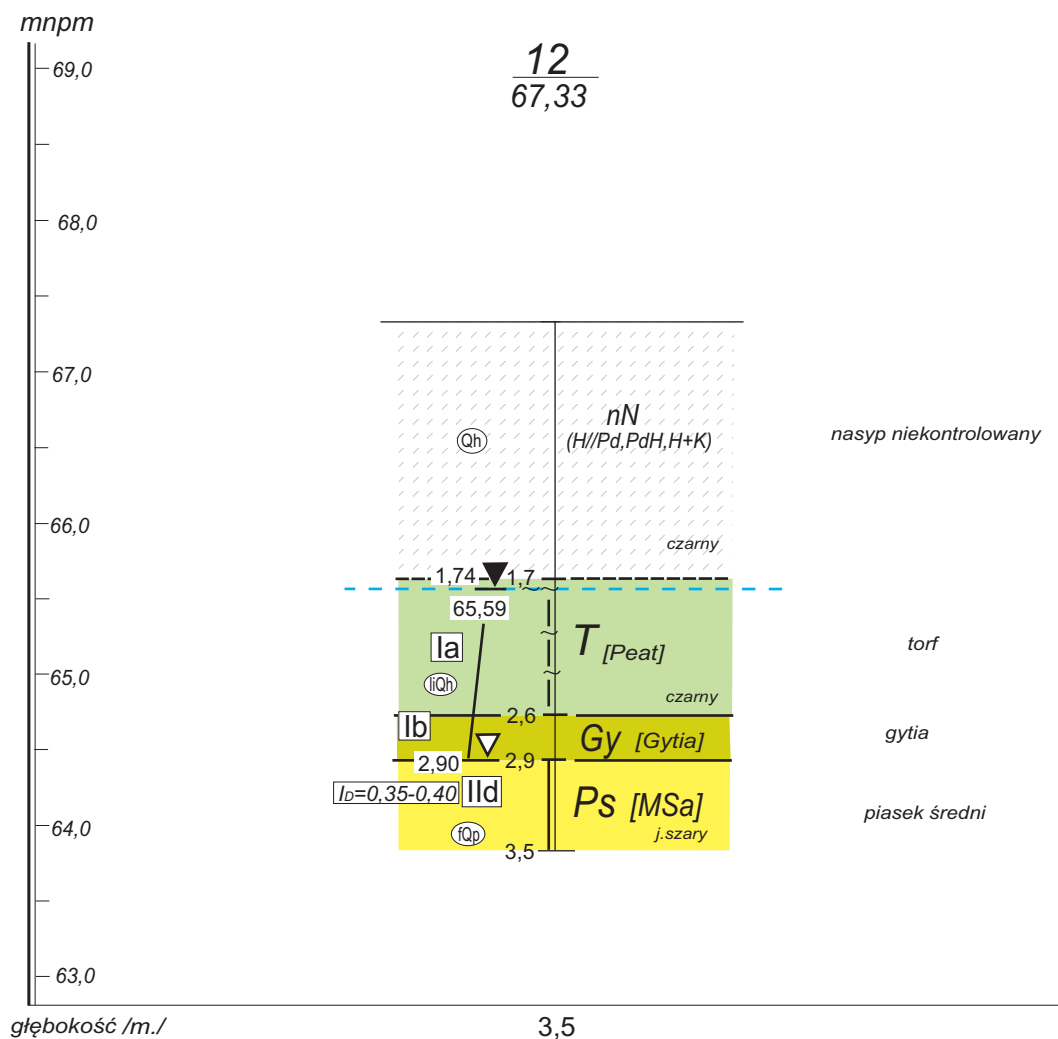 mnpm
12
67,33
69,0
68,0
67,0
66,0
65,0
64,0
63,0
nN
(H//Pd,PdH,H+K)
Qh
nasyp niekontrolowany
czarny
1,74
1,7
65,59
Ia
T [Peat]
torf
liQh
czarny
2,6
Ib
Gy [Gytia]
gytia
2,90
2,9
ID=0,35-0,40
IId
Ps [MSa]
piasek średni
fQp
j.szary
3,5
głębokość /m./
3,5